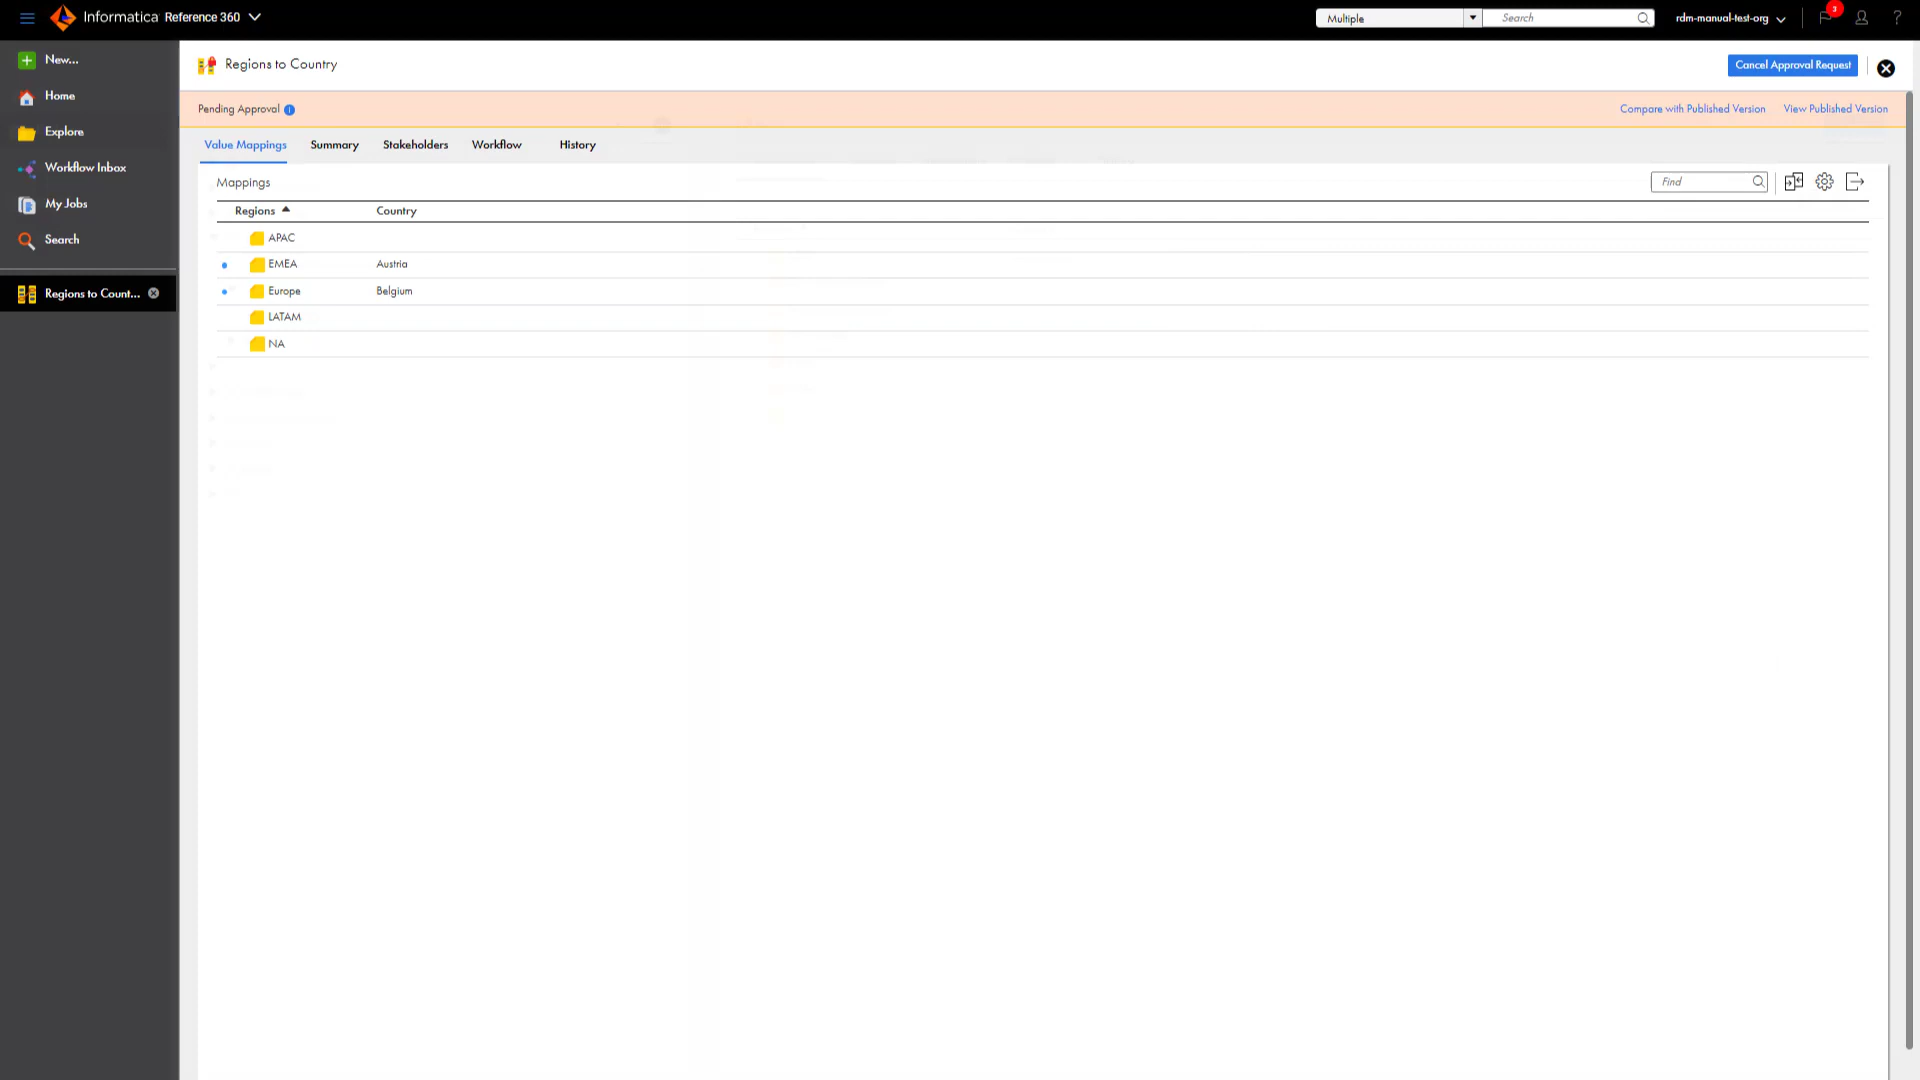 Informatica Reference 360
Multiple
Search
rdm-manual-test-org
3
?
New...
Home
Explore
Workflow Inbox
My Jobs
Search
Regions to Count...
Regions to Country
Cancel Approval Request
Pending Approval
Compare with Published Version
View Published Version
Value Mappings
Summary
Stakeholders
Workflow
History
Mappings
Find
Regions Country
APAC
EMEA Austria
Europe Belgium
LATAM
NA